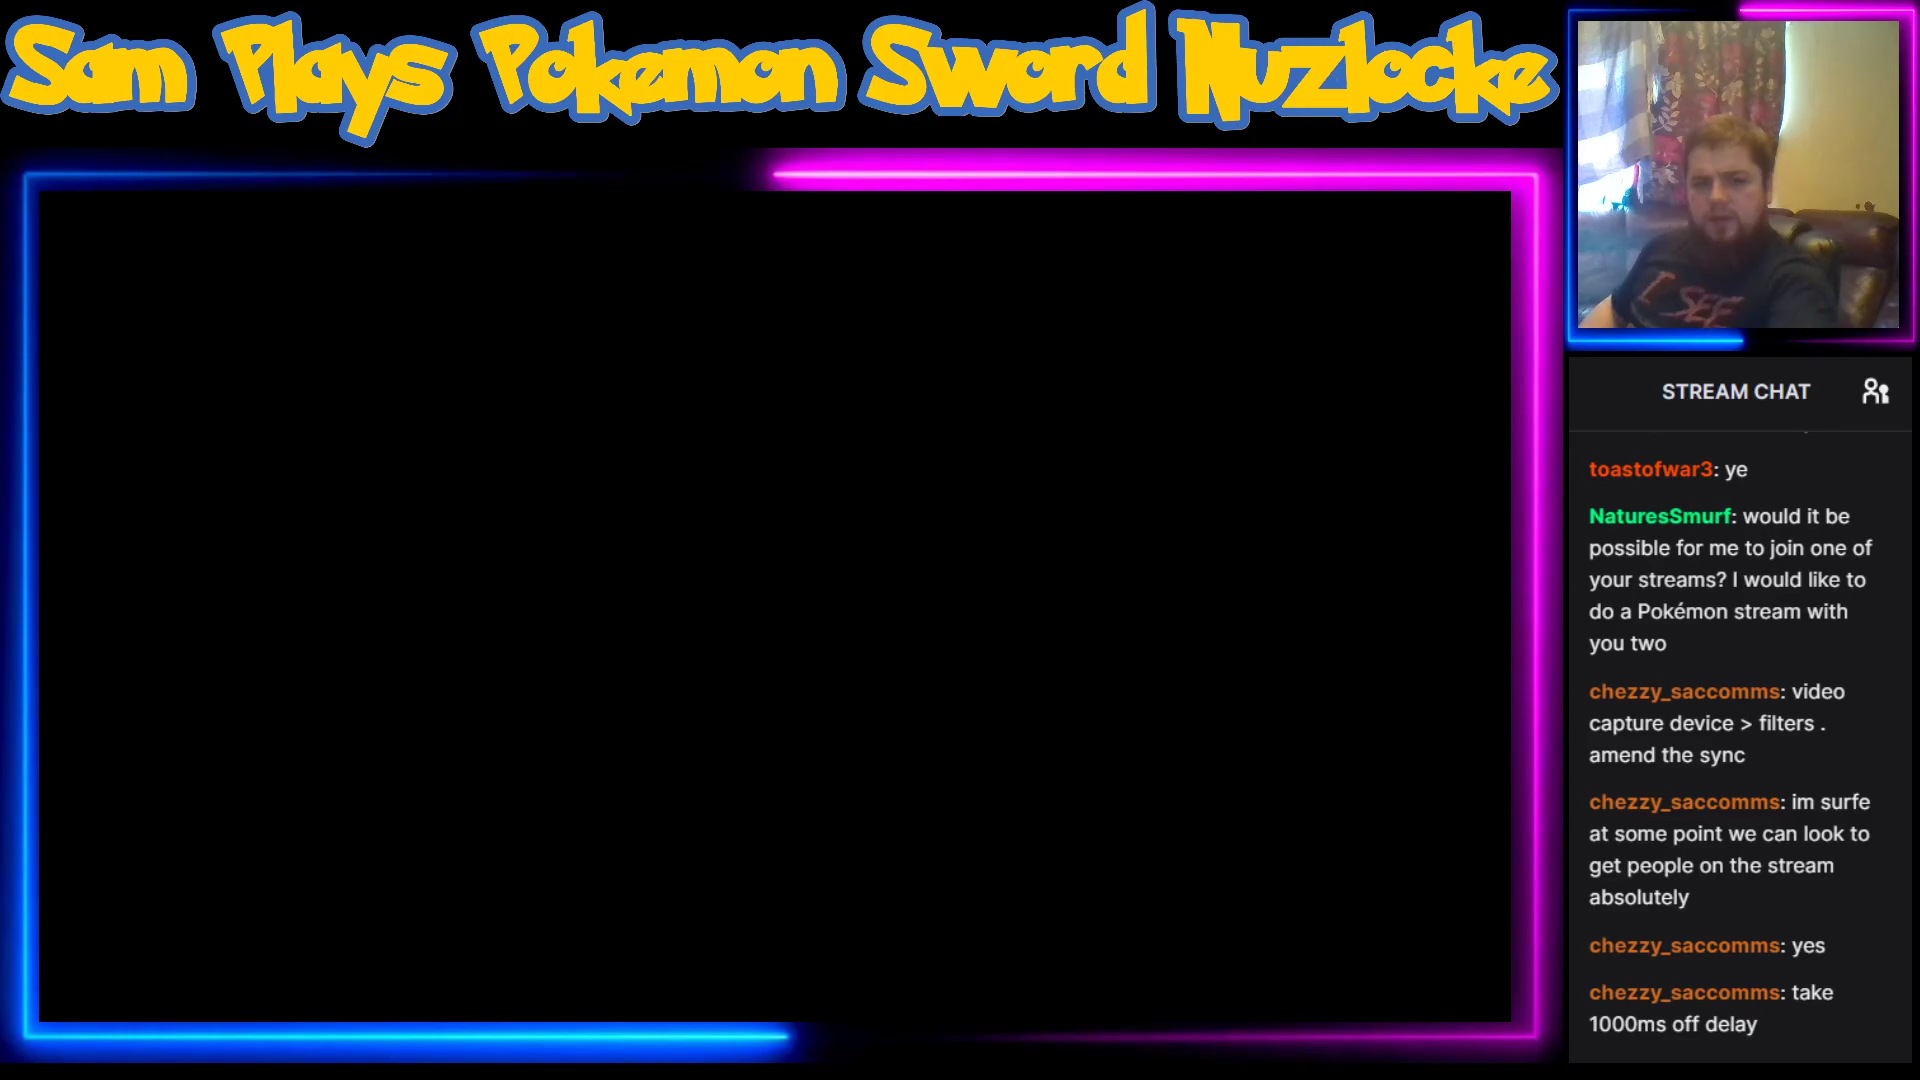 Sam Plays Pokemon Sword Nuzlocke
I SEE
STREAM CHAT
toastofwar3: ye
NaturesSmurf: would it be
possible for me to join one of
your streams? I would like to
do a Pokémon stream with
you two
chezzy_saccomms: video
capture device > filters .
amend the sync
chezzy_saccomms: im surfe
at some point we can look to
get people on the stream
absolutely
chezzy_saccomms: yes
chezzy_saccomms: take
1000ms off delay